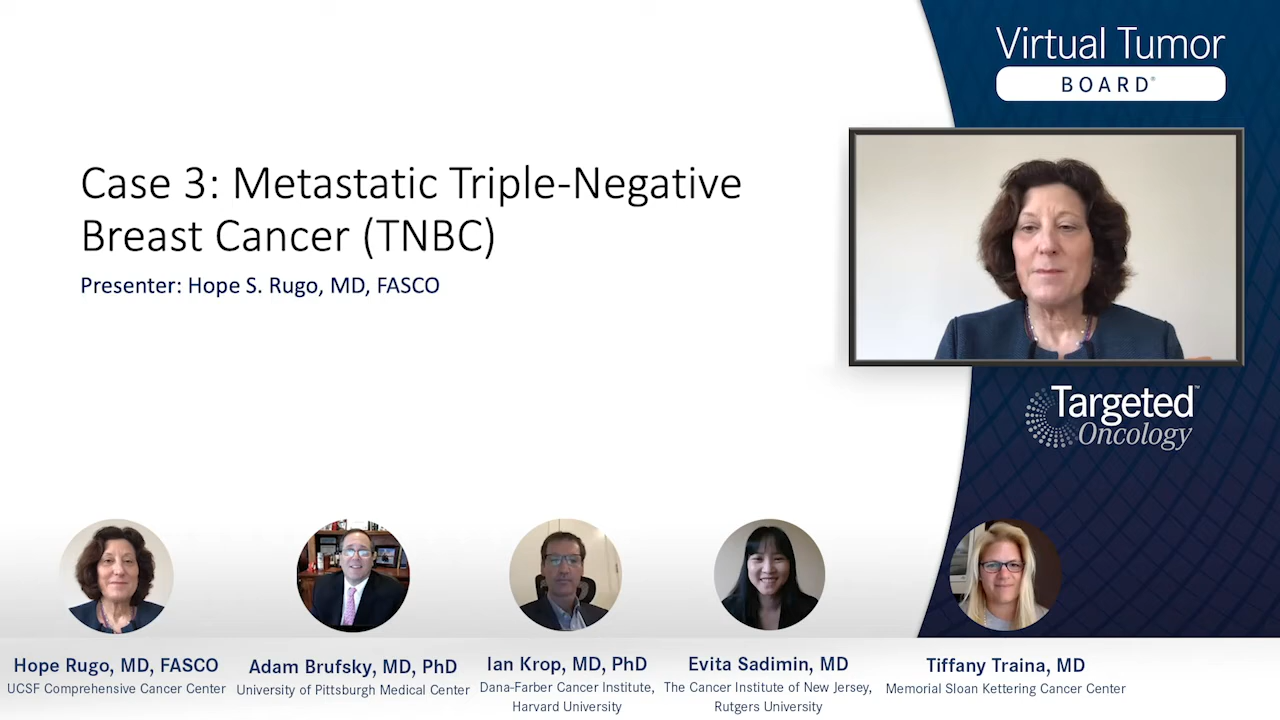 Virtual Tumor
BOARD®
Case 3: Metastatic Triple-Negative
Breast Cancer (TNBC)
Presenter: Hope S. Rugo, MD, FASCO
Targeted™
Oncology
Hope Rugo, MD, FASCO
UCSF Comprehensive Cancer Center
Adam Brufsky, MD, PhD
University of Pittsburgh Medical Center
Ian Krop, MD, PhD
Dana-Farber Cancer Institute,
Harvard University
Evita Sadimin, MD
The Cancer Institute of New Jersey,
Rutgers University
Tiffany Traina, MD
Memorial Sloan Kettering Cancer Center